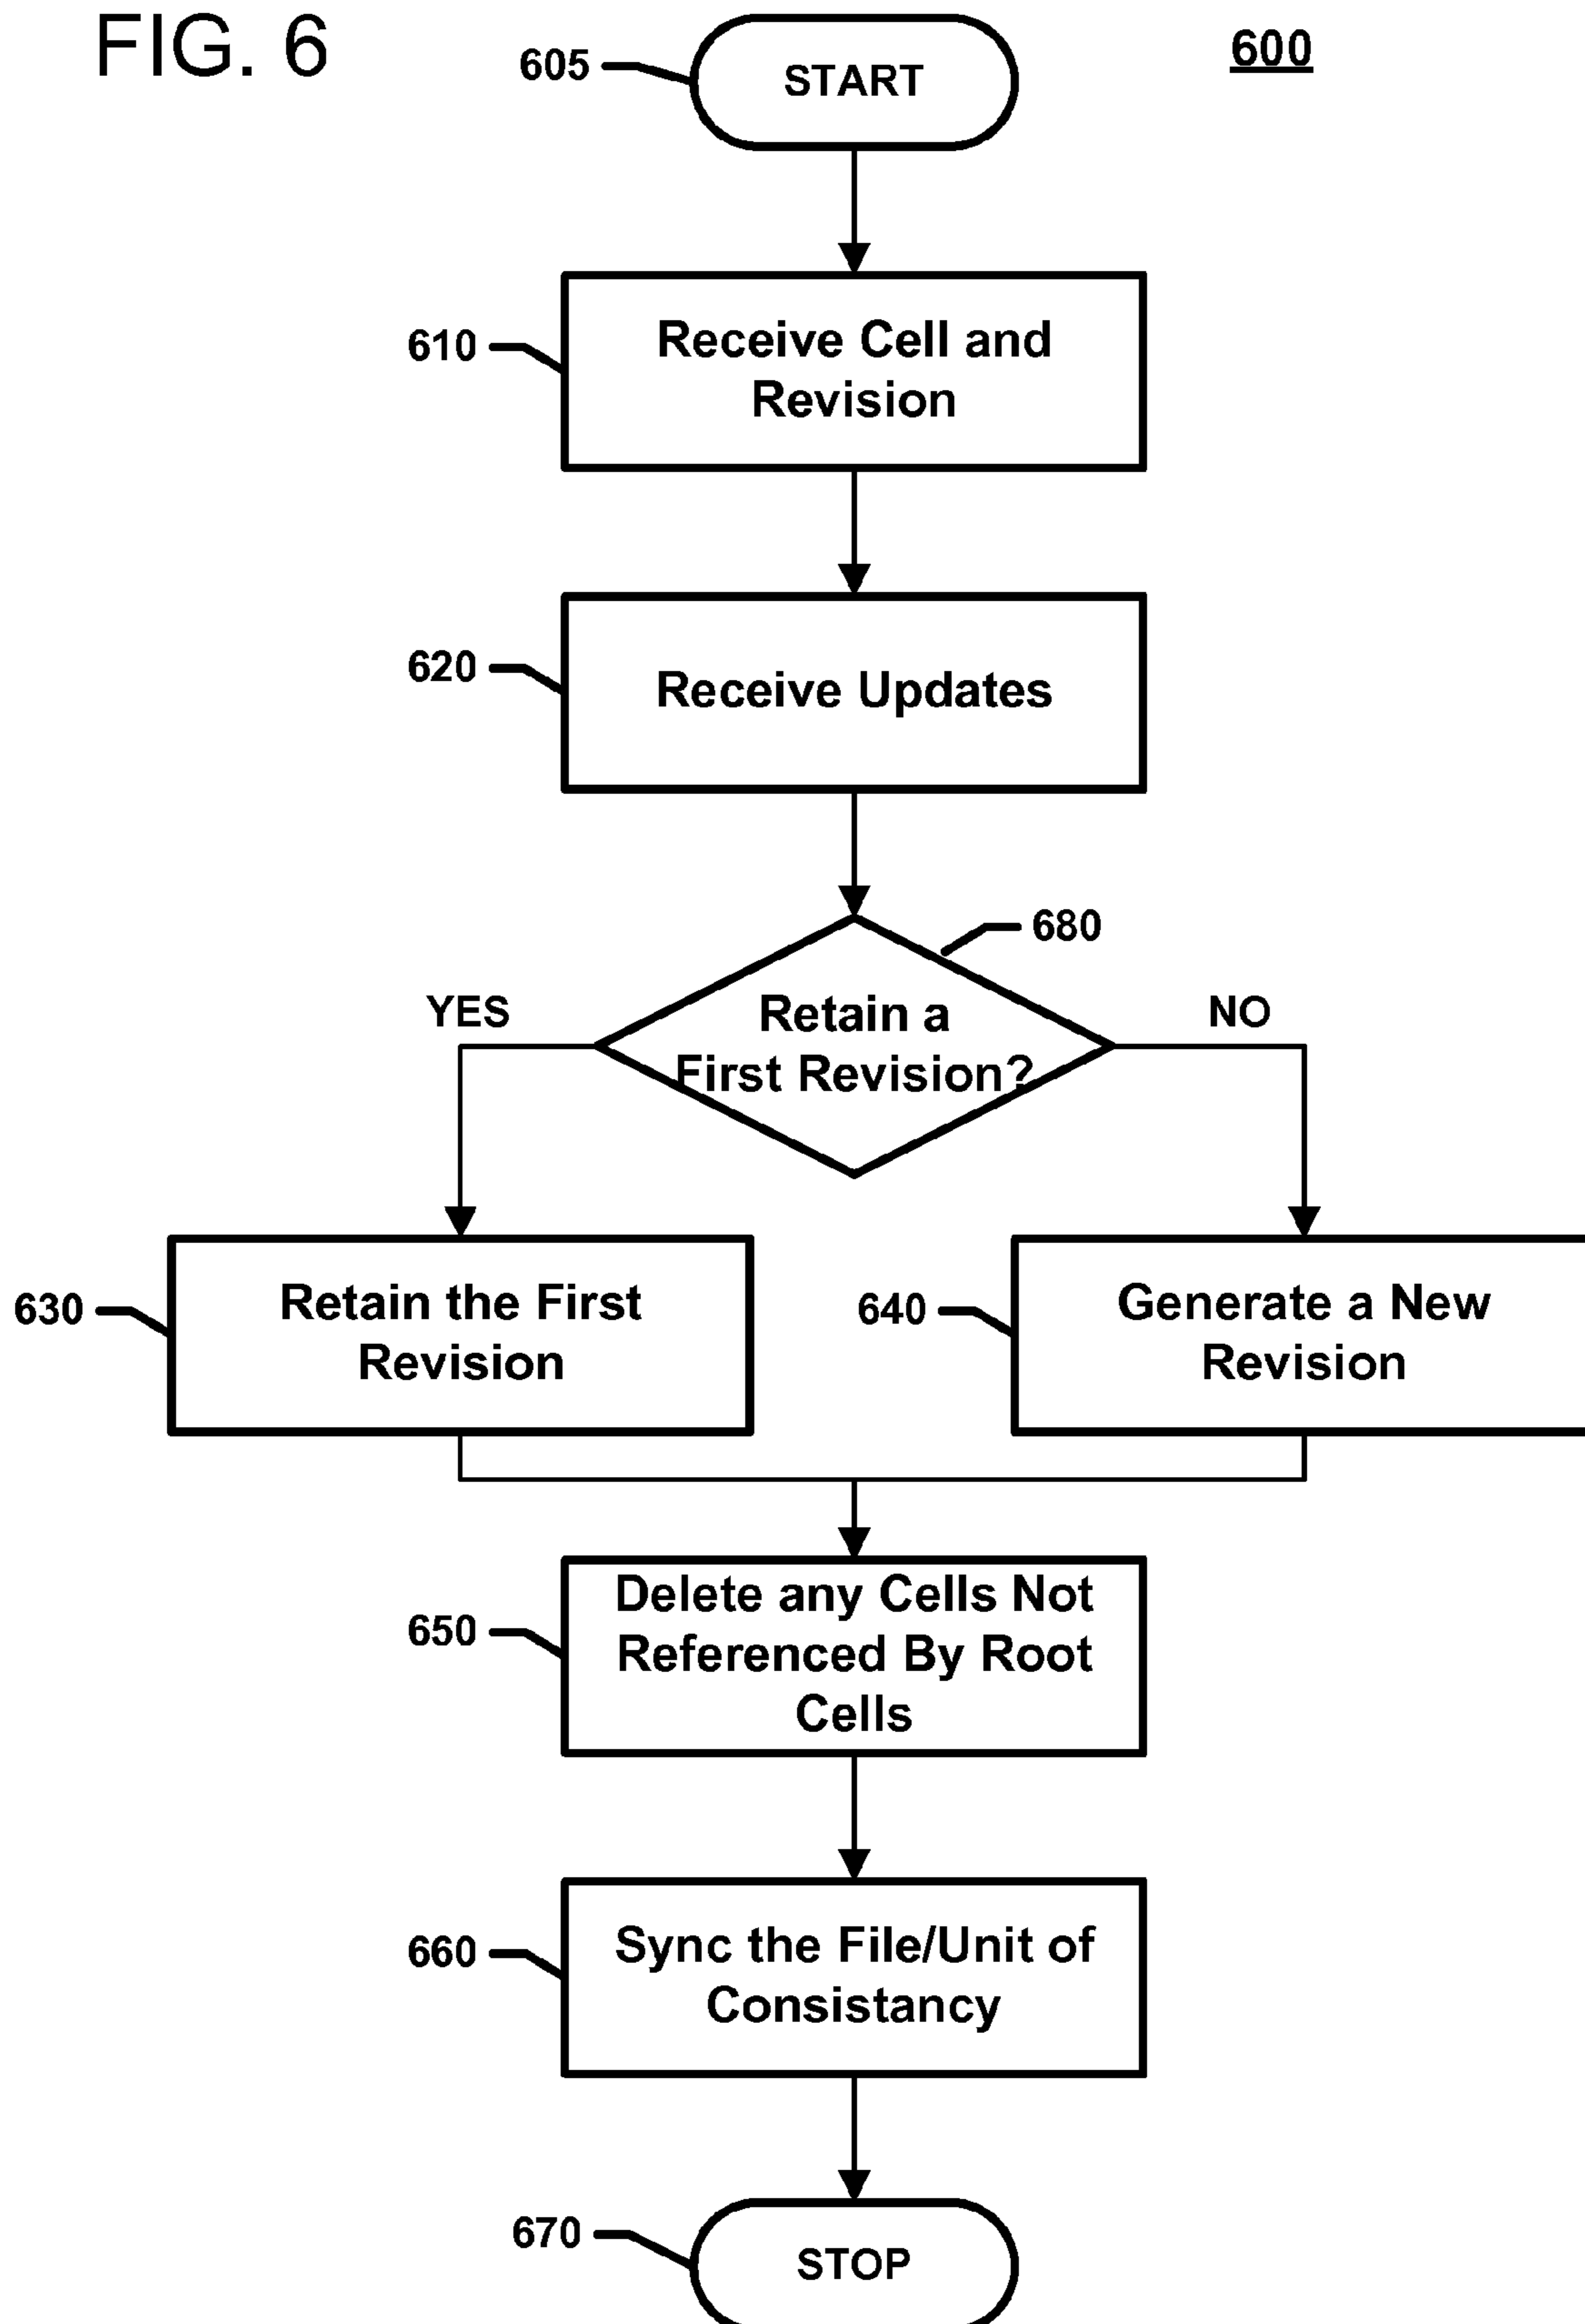 FIG. 6
600
605
START
610
Receive Cell and
Revision
620
Receive Updates
680
Retain a
First Revision?
YES
NO
630
Retain the First
Revision
640
Generate a New
Revision
650
Delete any Cells Not
Referenced By Root
Cells
660
Sync the File/Unit of
Consistancy
670
STOP